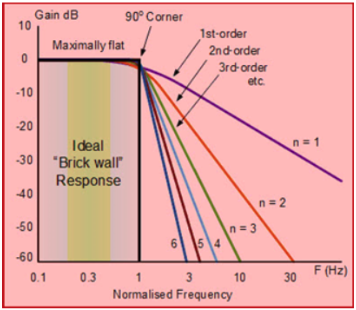 Gain dB
90° Corner
10
Maximally flat
1st-order
2nd-order
3rd-order
etc.
0
-10
-20
-30
-40
-50
-60
Ideal
"Brick wall"
Response
n = 1
n = 2
n = 3
6
5
4
F (Hz)
0.1
0.3
1
3
10
30
Normalised Frequency